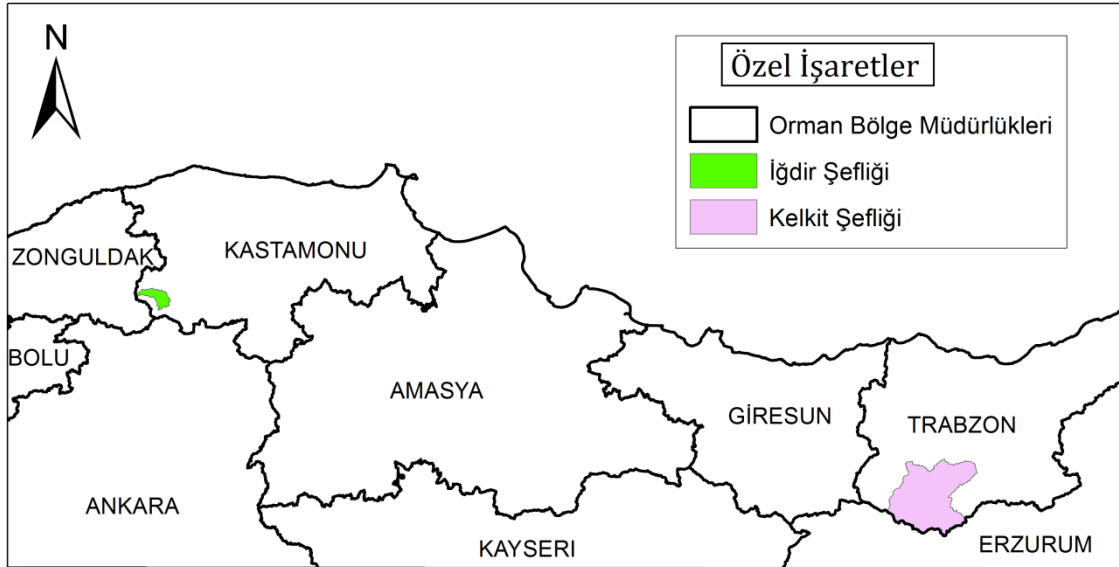 N
Özel İşaretler
Orman Bölge Müdürlükleri
İğdir Şefliği
Kelkit Şefliği
ZONGULDAK
KASTAMONU
BOLU
AMASYA
GİRESUN
TRABZON
ANKARA
KAYSERI
ERZURUM